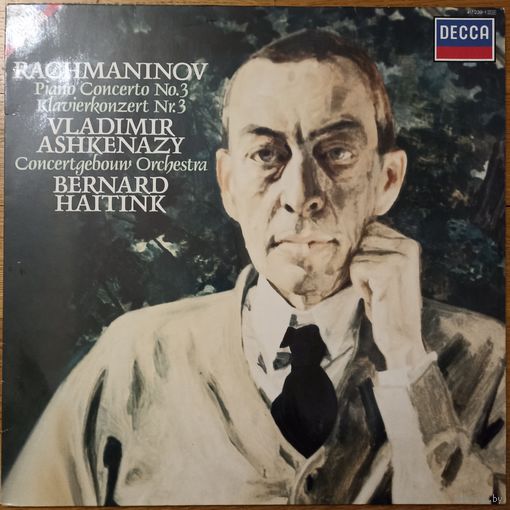 DECCA
RACHMANINOV
Piano Concerto No.3
Klavierkonzert Nr.3
VLADIMIR
ASHKENAZY
Concertgebouw Orchestra
BERNARD
HAITINK